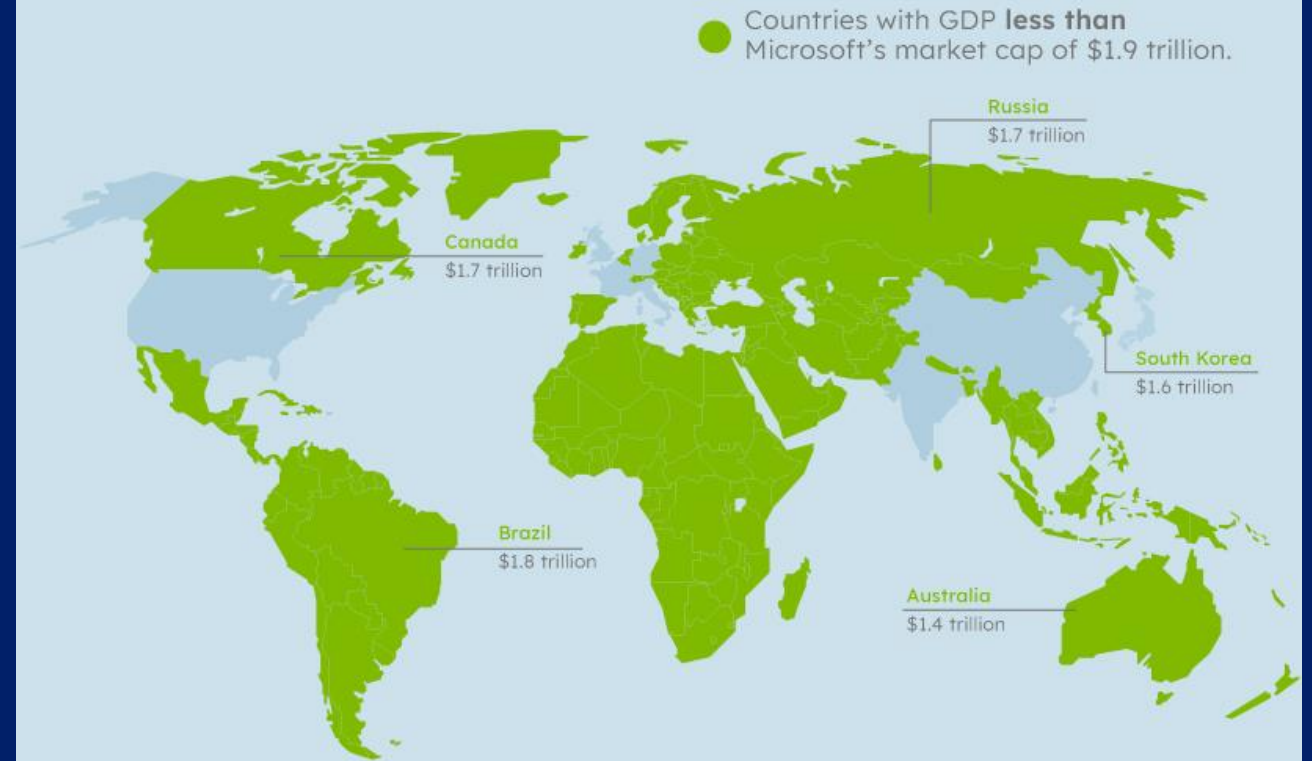 Countries with GDP less than
Microsoft's market cap of $1.9 trillion.
Russia
$1.7 trillion
Canada
$1.7 trillion
South Korea
$1.6 trillion
Brazil
$1.8 trillion
Australia
$1.4 trillion